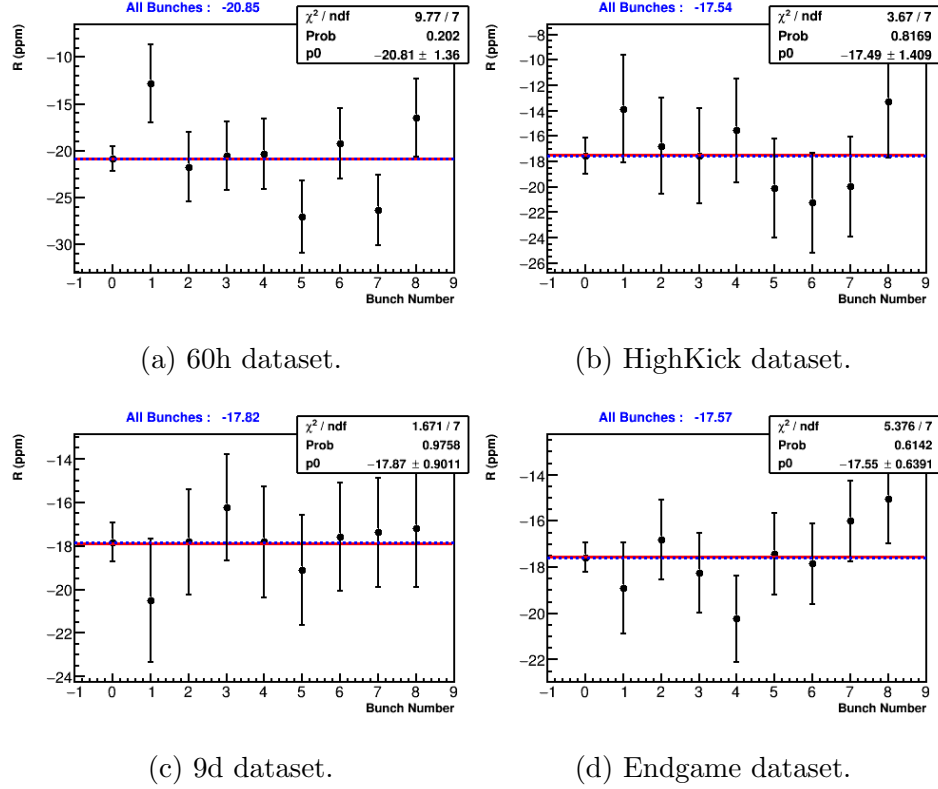 All Bunches : -20.85
χ² / ndf 9.77 / 7
Prob 0.202
p0 −20.81 ± 1.36
R (ppm)
−10
−15
−20
−25
−30
−1 0 1 2 3 4 5 6 7 8 9
Bunch Number
(a) 60h dataset.
All Bunches : -17.54
χ² / ndf 3.67 / 7
Prob 0.8169
p0 −17.49 ± 1.409
R (ppm)
−8
−10
−12
−14
−16
−18
−20
−22
−24
−26
−1 0 1 2 3 4 5 6 7 8 9
Bunch Number
(b) HighKick dataset.
All Bunches : -17.82
χ² / ndf 1.671 / 7
Prob 0.9758
p0 −17.87 ± 0.9011
R (ppm)
−14
−16
−18
−20
−22
−24
−1 0 1 2 3 4 5 6 7 8 9
Bunch Number
(c) 9d dataset.
All Bunches : -17.57
χ² / ndf 5.376 / 7
Prob 0.6142
p0 −17.55 ± 0.6391
R (ppm)
−14
−16
−18
−20
−22
−1 0 1 2 3 4 5 6 7 8 9
Bunch Number
(d) Endgame dataset.